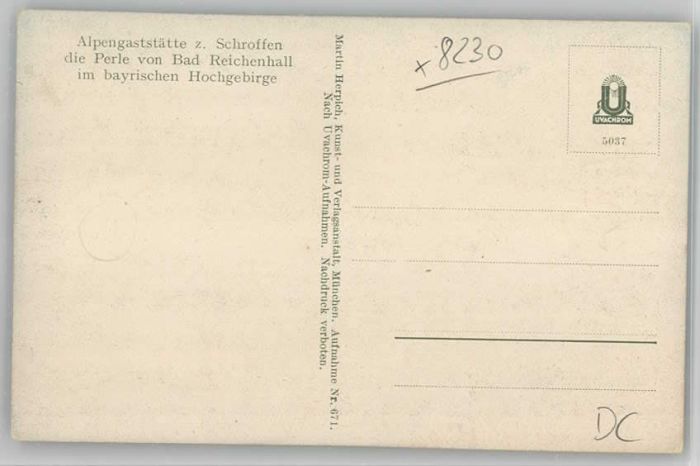 Alpengaststätte z. Schroffen
die Perle von Bad Reichenhall
im bayrischen Hochgebirge
Martin Herpich, Kunst- und Verlagsanstalt, München. Aufnahme Nr. 671.
Nach Uvachrom-Aufnahmen. Nachdruck verboten.
x 8230
U
UVACHROM
5037
DC